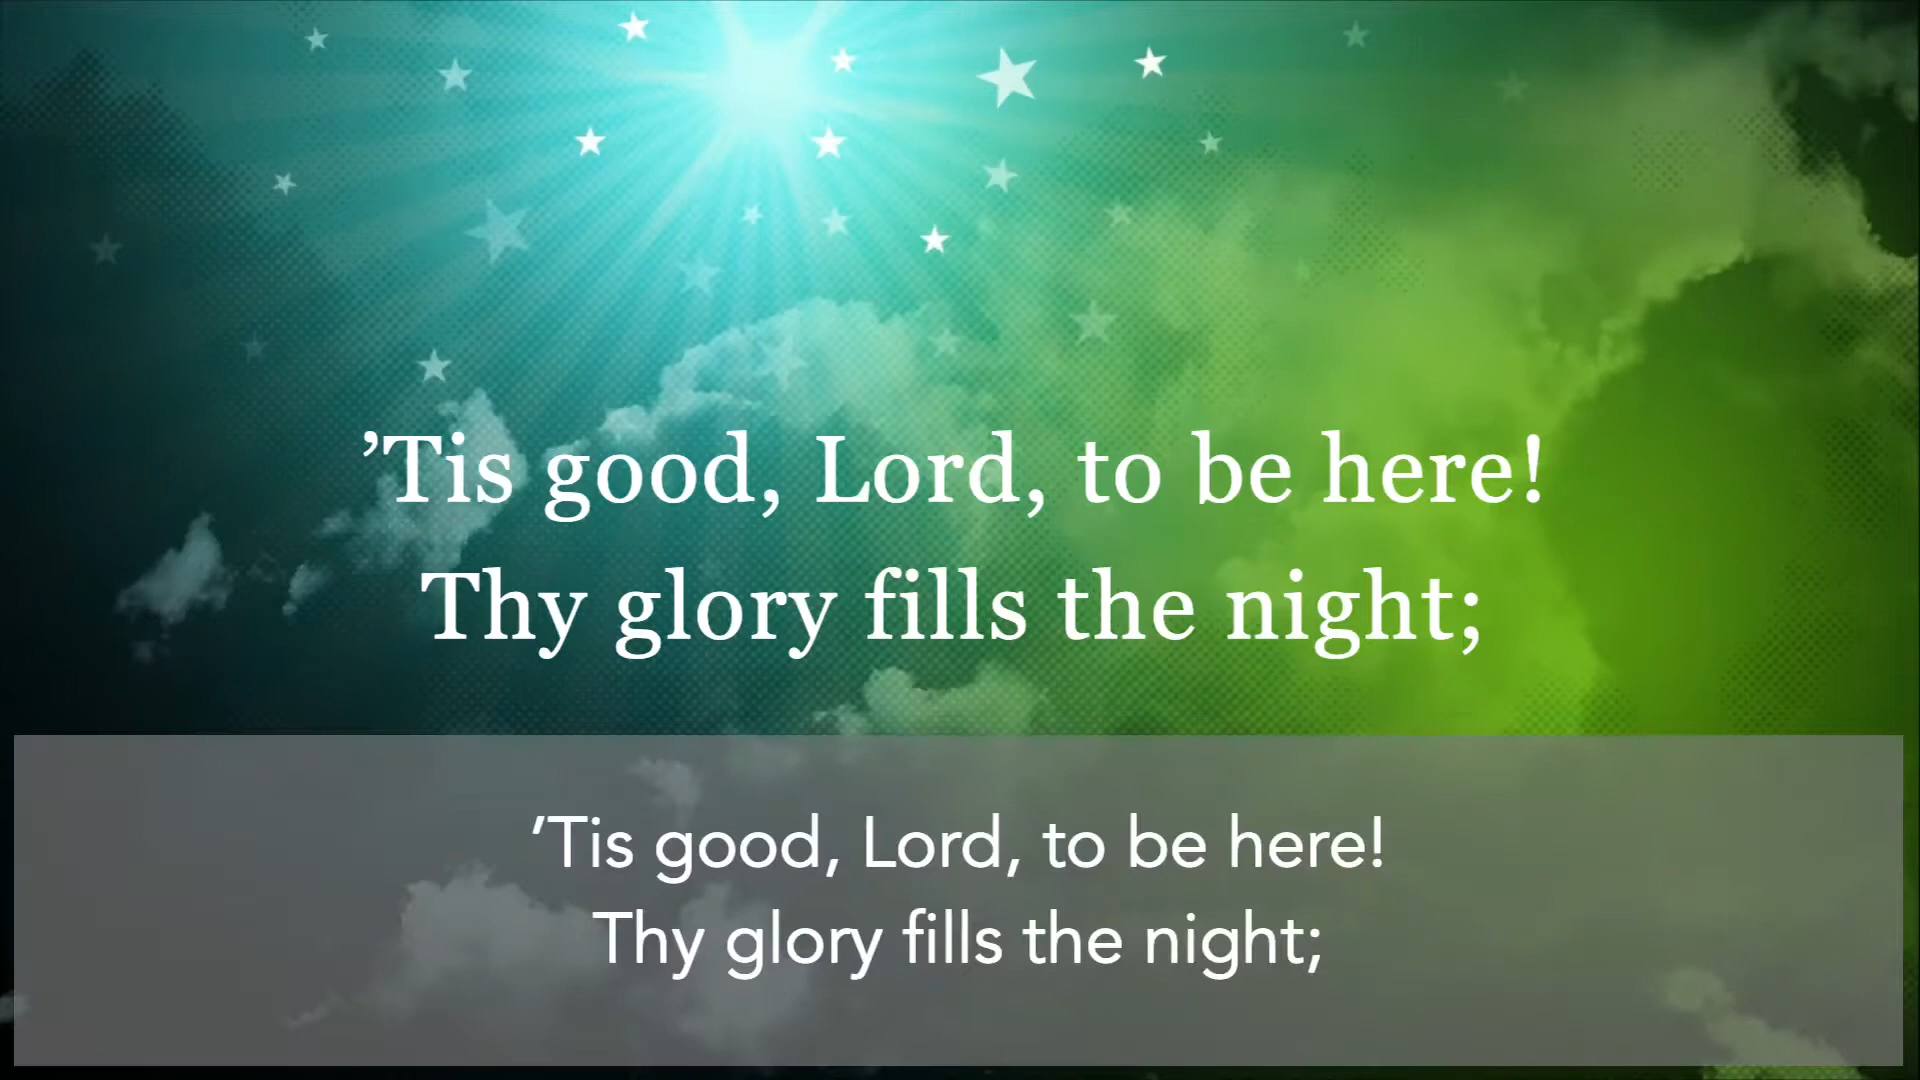 ’Tis good, Lord, to be here!
Thy glory fills the night;
’Tis good, Lord, to be here!
Thy glory fills the night;